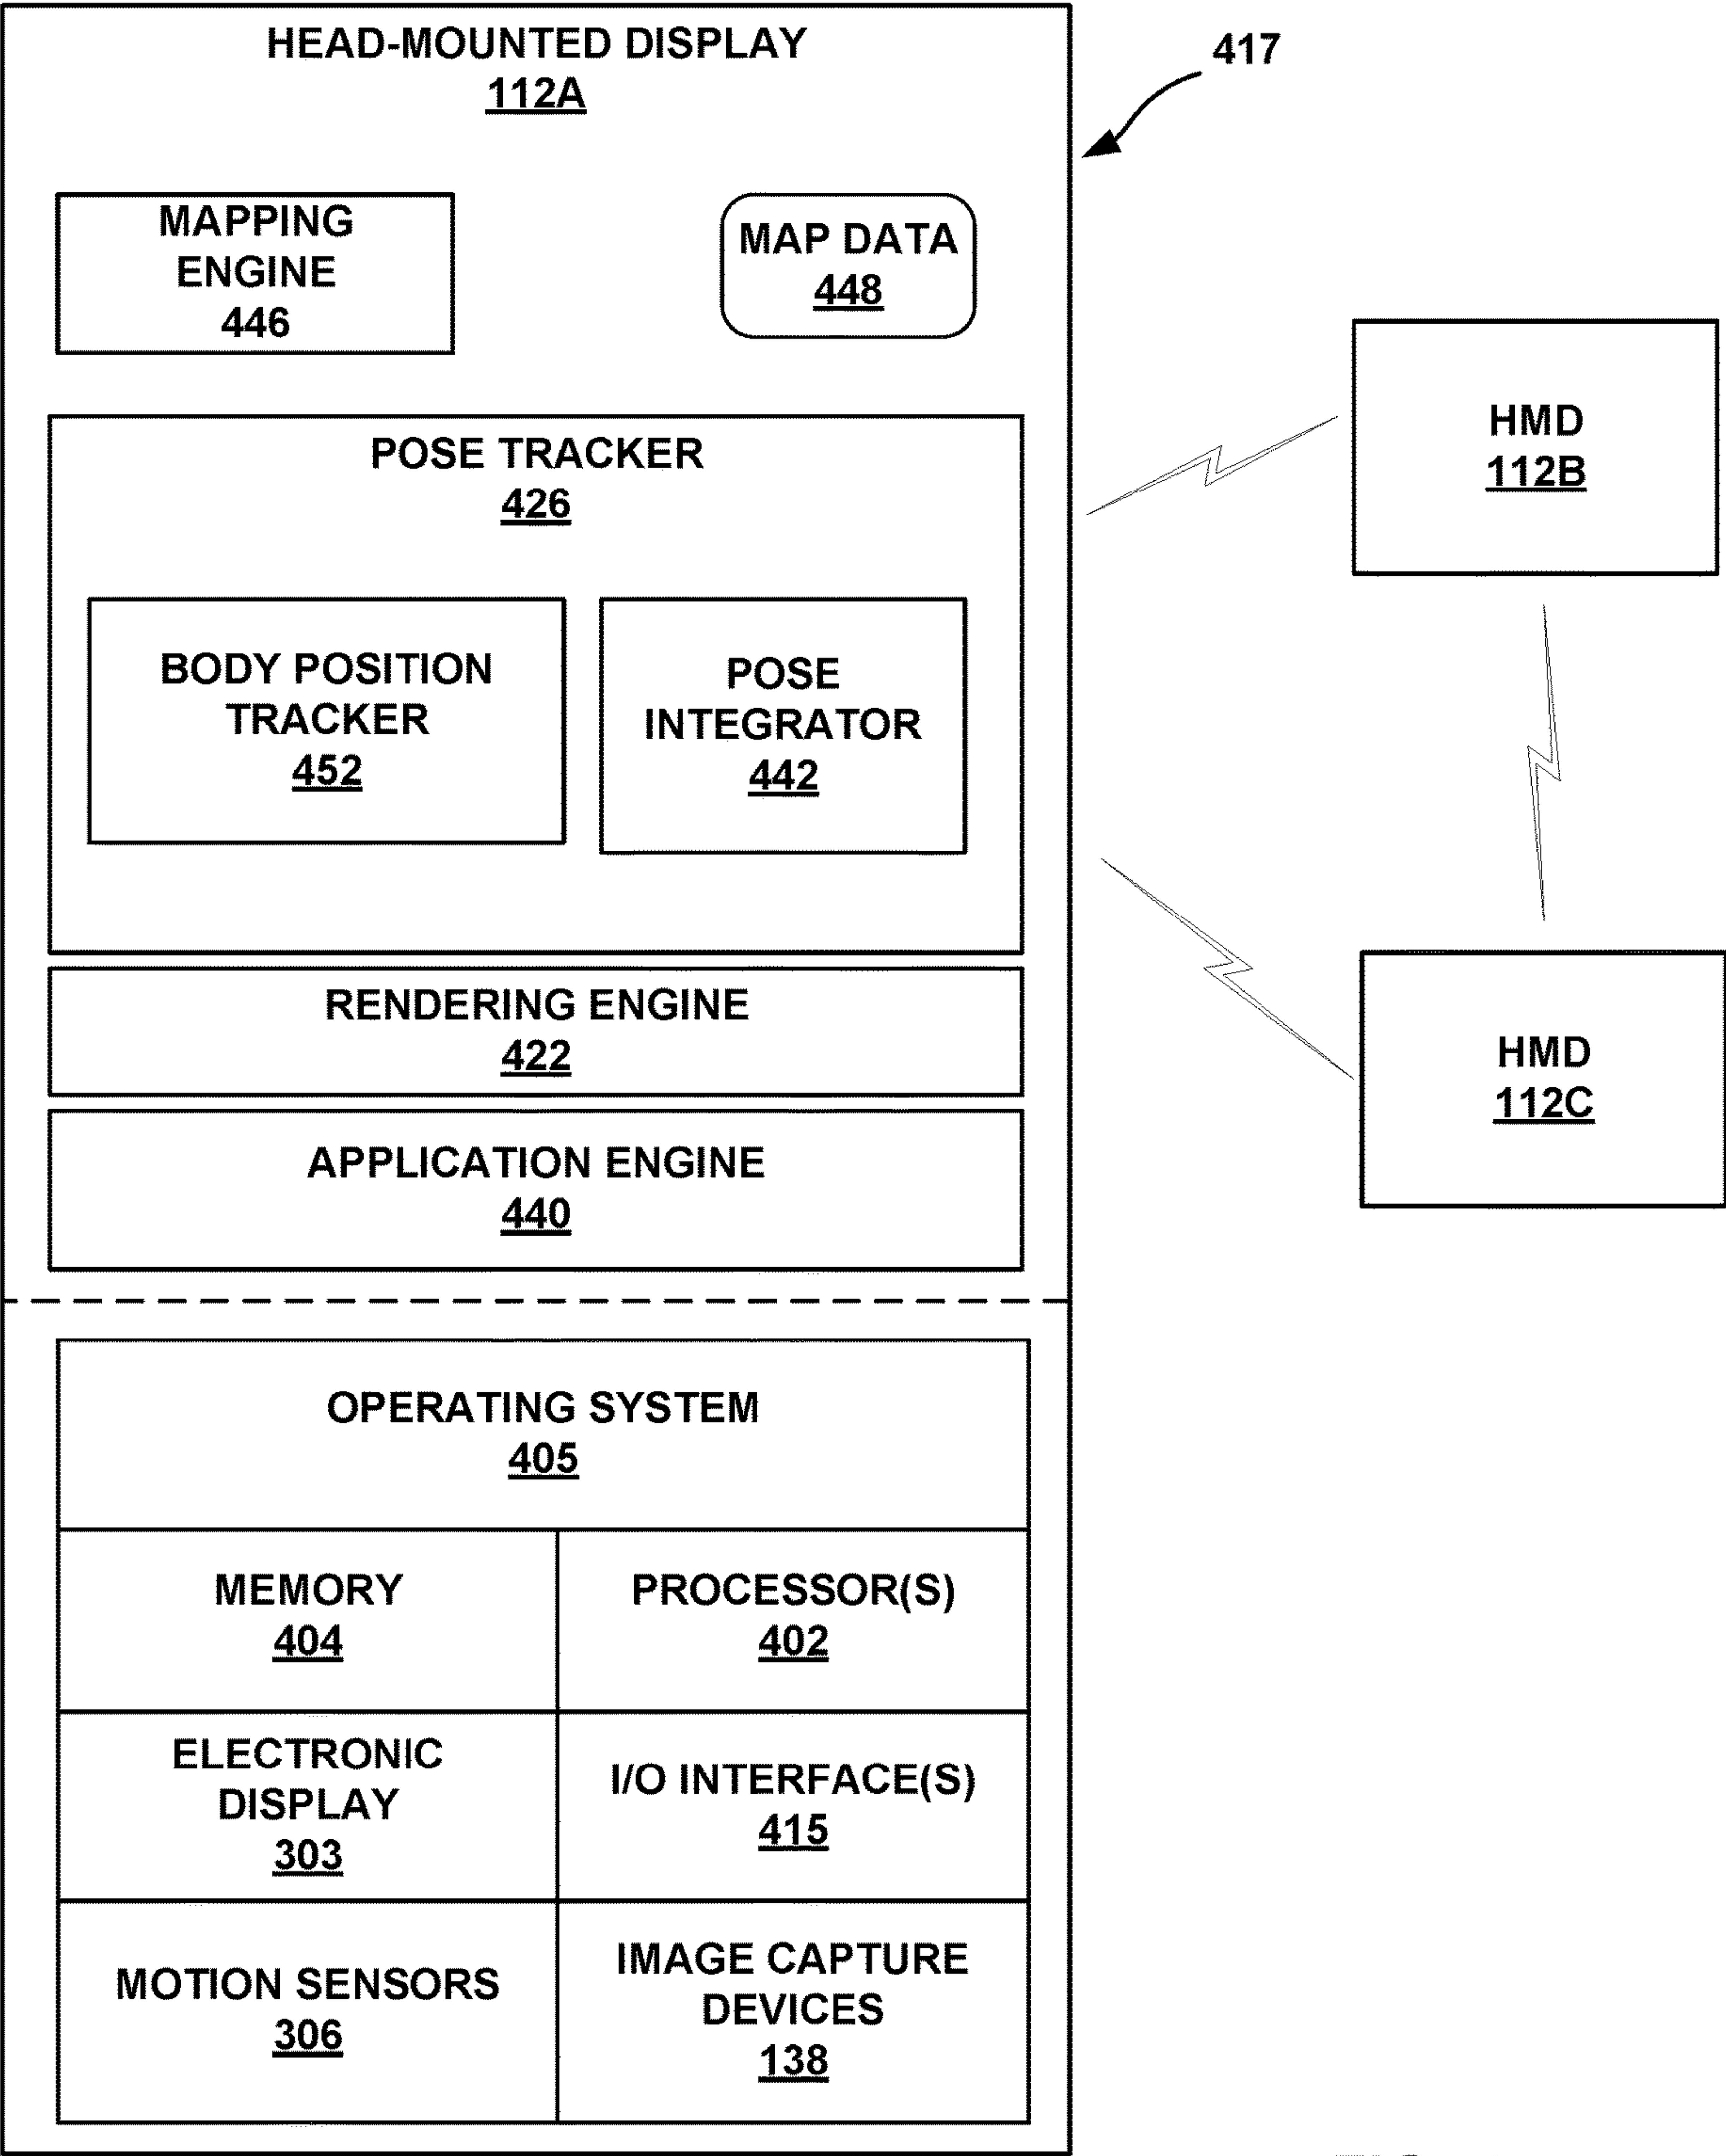 HEAD-MOUNTED DISPLAY
112A
417
MAPPING
ENGINE
446
MAP DATA
448
POSE TRACKER
426
BODY POSITION
TRACKER
452
POSE
INTEGRATOR
442
HMD
112B
RENDERING ENGINE
422
HMD
112C
APPLICATION ENGINE
440
OPERATING SYSTEM
405
MEMORY
404
PROCESSOR(S)
402
ELECTRONIC
DISPLAY
303
I/O INTERFACE(S)
415
MOTION SENSORS
306
IMAGE CAPTURE
DEVICES
138